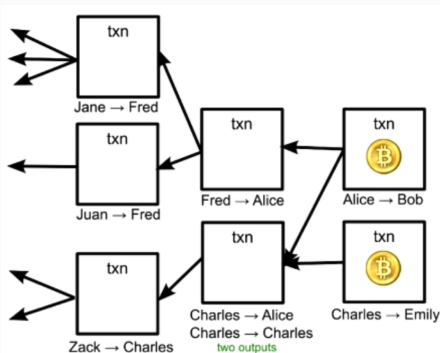 txn
Jane → Fred
txn
Juan → Fred
txn
Fred → Alice
txn
Alice → Bob
txn
Zack → Charles
txn
Charles → Alice
Charles → Charles
two outputs
txn
Charles → Emily